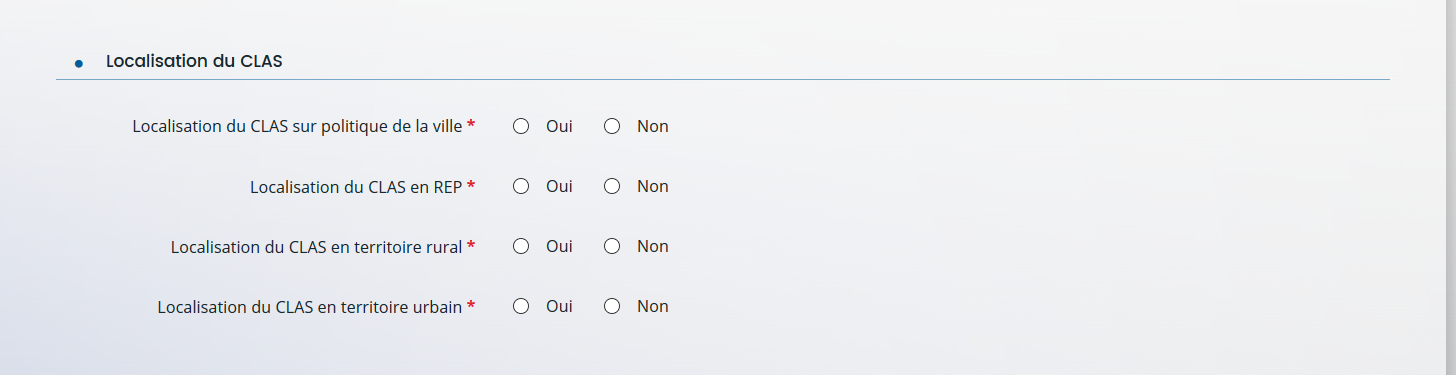 Localisation du CLAS
Localisation du CLAS sur politique de la ville * Oui Non
Localisation du CLAS en REP * Oui Non
Localisation du CLAS en territoire rural * Oui Non
Localisation du CLAS en territoire urbain * Oui Non